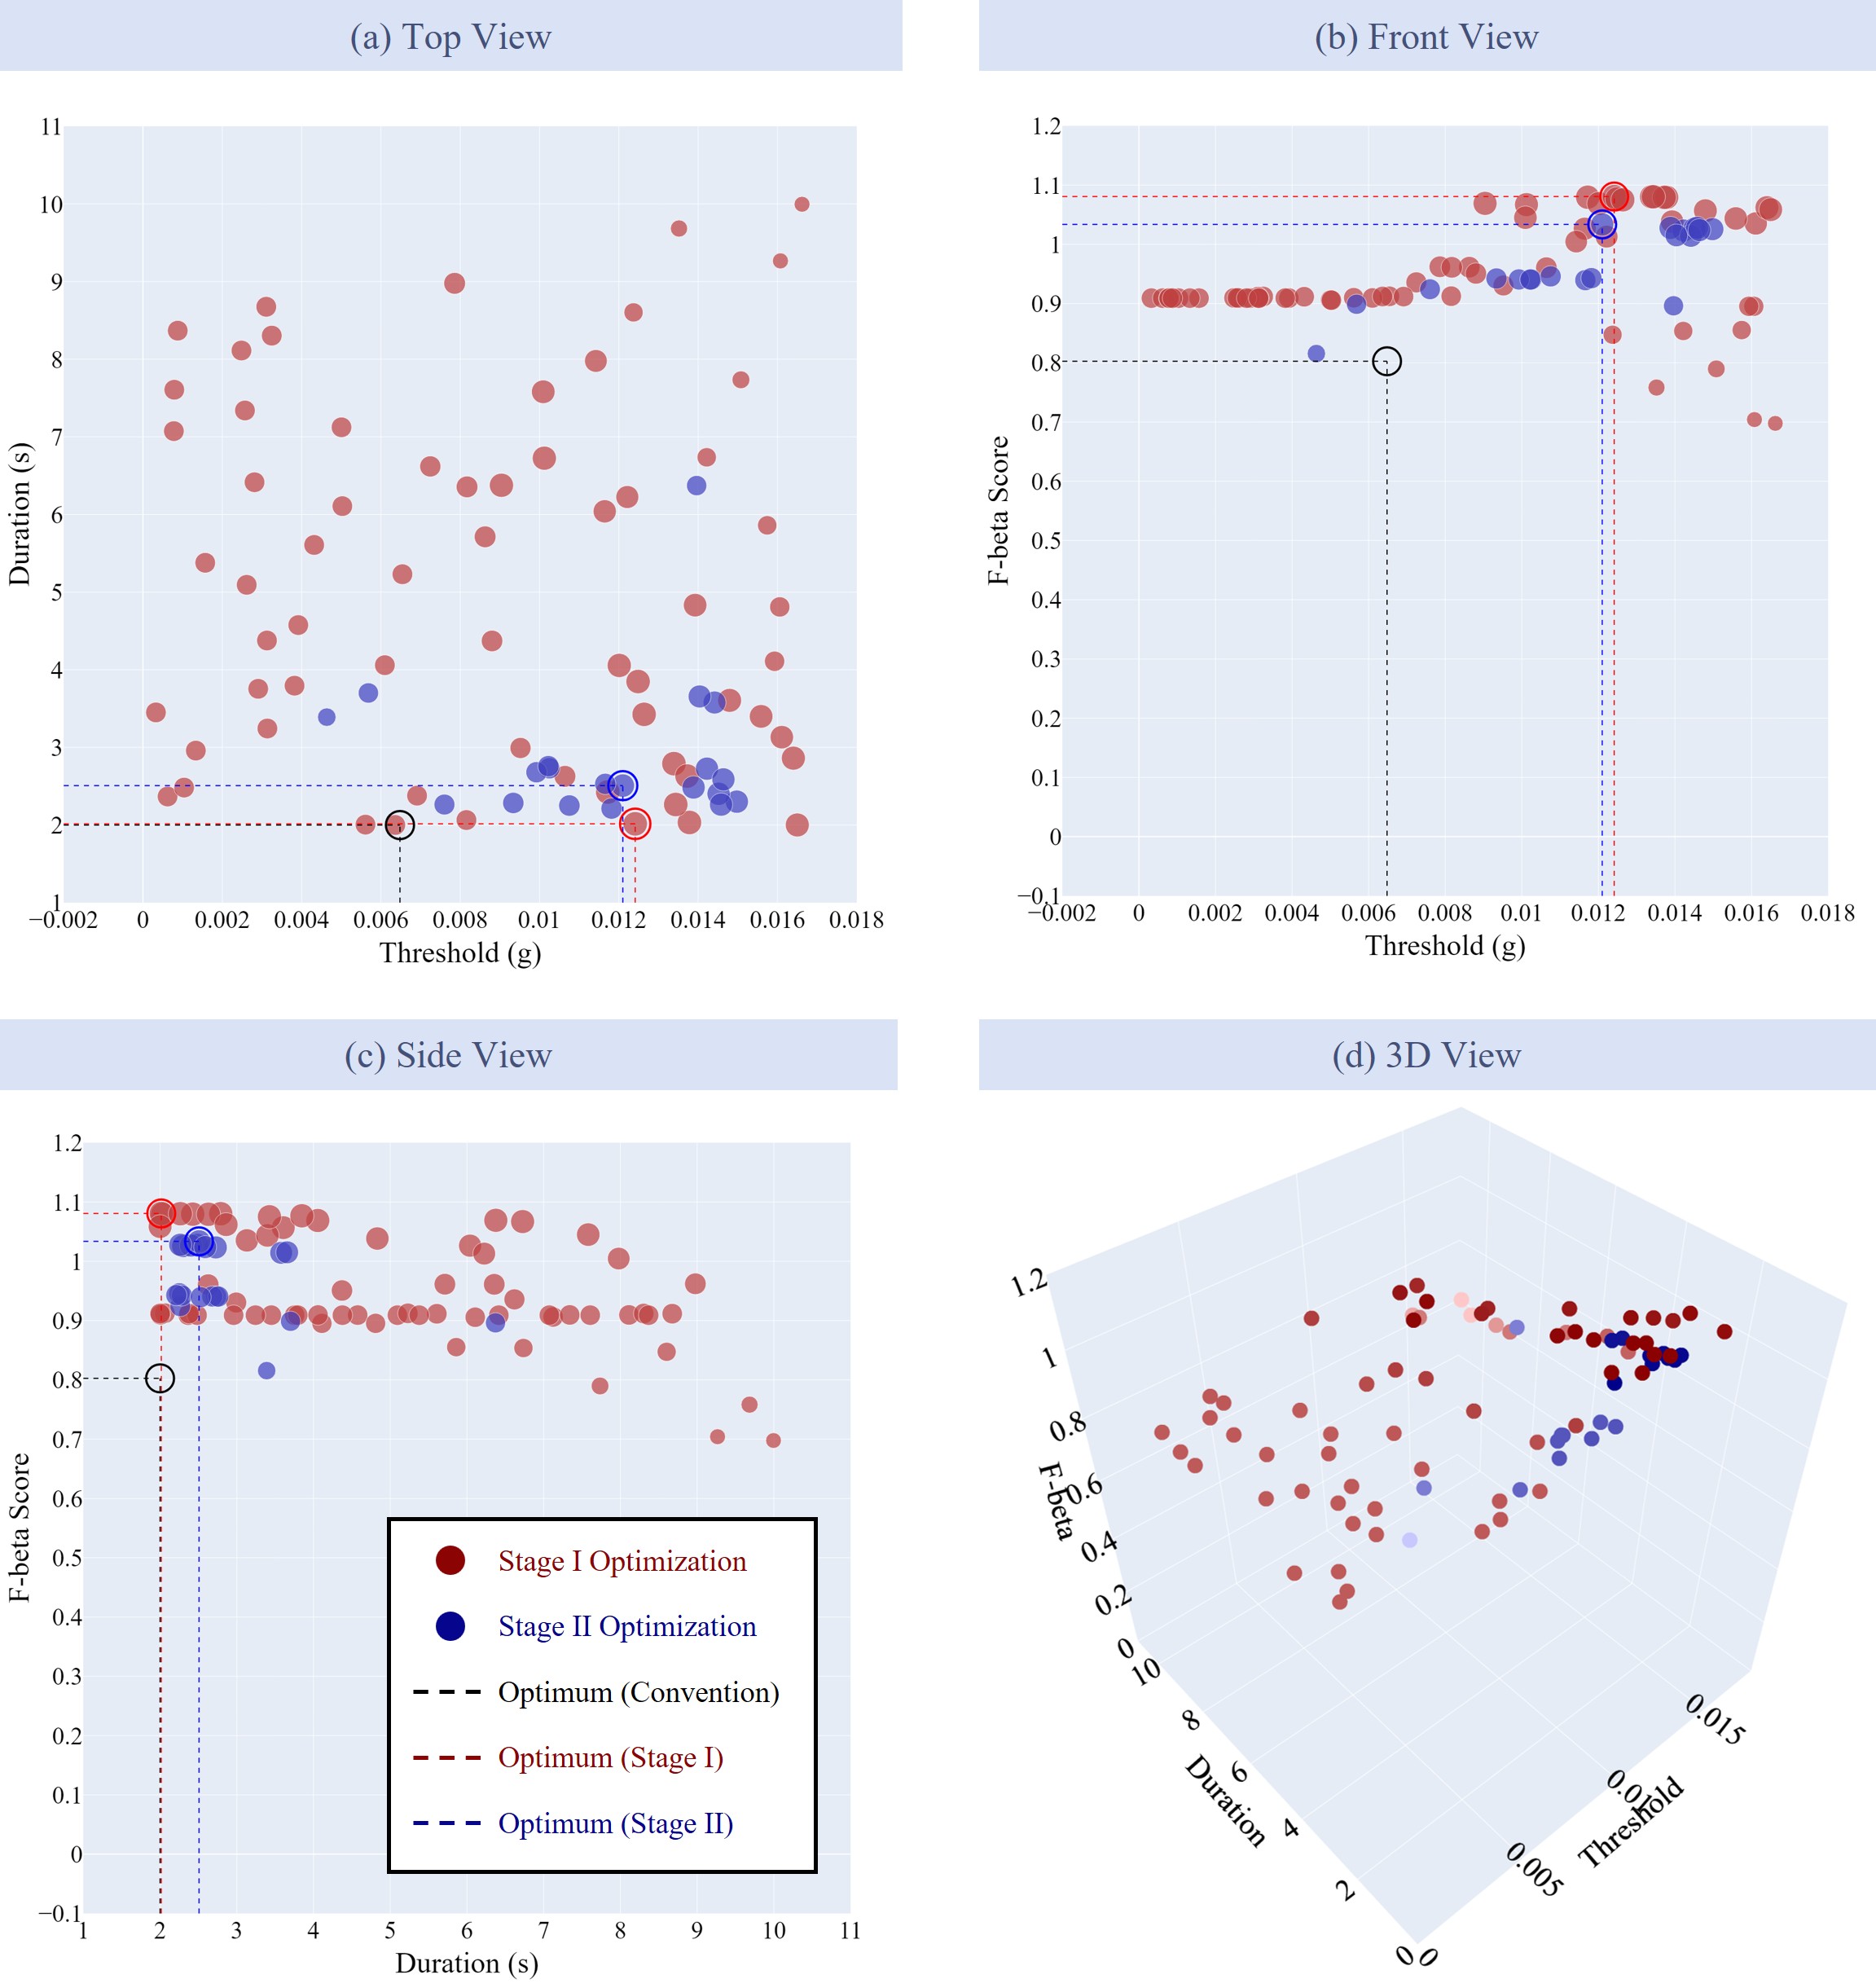 (a) Top View
11
10
9
8
7
6
5
4
3
2
1
Duration (s)
−0.002 0 0.002 0.004 0.006 0.008 0.01 0.012 0.014 0.016 0.018
Threshold (g)
(b) Front View
1.2
1.1
1
0.9
0.8
0.7
0.6
0.5
0.4
0.3
0.2
0.1
0
−0.1
F-beta Score
−0.002 0 0.002 0.004 0.006 0.008 0.01 0.012 0.014 0.016 0.018
Threshold (g)
(c) Side View
1.2
1.1
1
0.9
0.8
0.7
0.6
0.5
0.4
0.3
0.2
0.1
0
−0.1
F-beta Score
1 2 3 4 5 6 7 8 9 10 11
Duration (s)
Stage I Optimization
Stage II Optimization
Optimum (Convention)
Optimum (Stage I)
Optimum (Stage II)
(d) 3D View
1.2
1
0.8
0.6
0.4
0.2
0
F-beta
10
8
6
4
2
0
Duration
0
0.005
0.01
0.015
Threshold